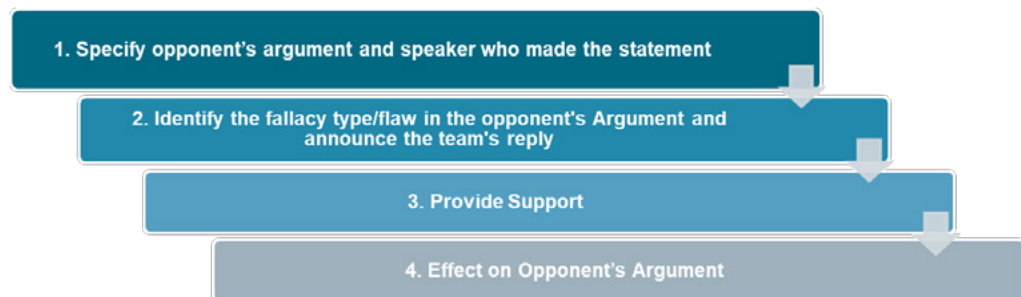 1. Specify opponent's argument and speaker who made the statement
2. Identify the fallacy type/flaw in the opponent's Argument and
announce the team's reply
3. Provide Support
4. Effect on Opponent's Argument